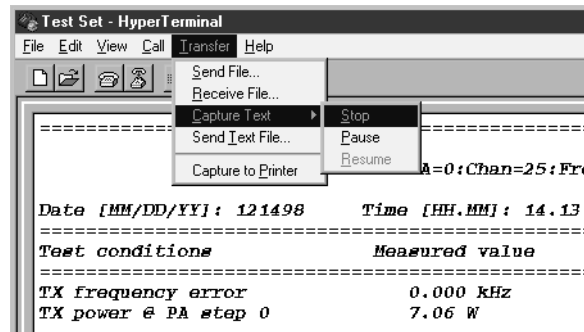 Test Set - HyperTerminal
File Edit View Call Transfer Help
Send File...
Receive File...
Capture Text
Stop
Send Text File...
Pause
Resume
Capture to Printer
A=0:Chan=25:Fre
Date [MM/DD/YY]: 121498 Time [HH.MM]: 14.13
Test conditions Measured value
TX frequency error 0.000 kHz
TX power @ PA step 0 7.06 W